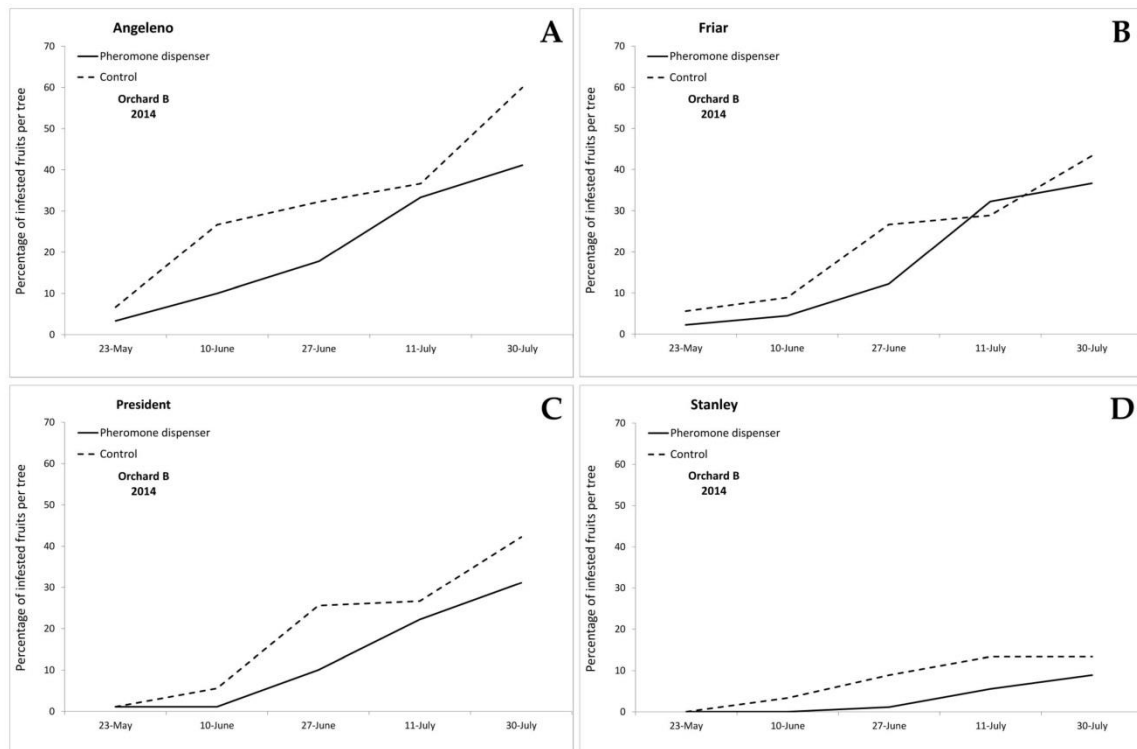 Angeleno
A
Pheromone dispenser
Control
Orchard B
2014
Percentage of infested fruits per tree
70
60
50
40
30
20
10
0
23-May
10-June
27-June
11-July
30-July
Friar
B
Pheromone dispenser
Control
Orchard B
2014
Percentage of infested fruits per tree
70
60
50
40
30
20
10
0
23-May
10-June
27-June
11-July
30-July
President
C
Pheromone dispenser
Control
Orchard B
2014
Percentage of infested fruits per tree
70
60
50
40
30
20
10
0
23-May
10-June
27-June
11-July
30-July
Stanley
D
Pheromone dispenser
Control
Orchard B
2014
Percentage of infested fruits per tree
70
60
50
40
30
20
10
0
23-May
10-June
27-June
11-July
30-July